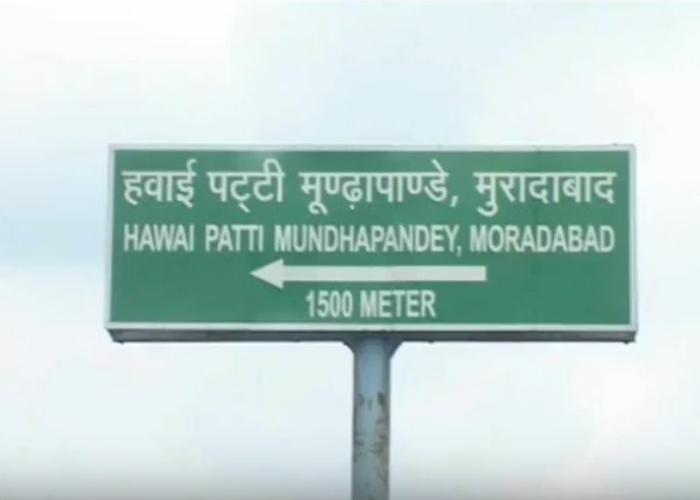 हवाई पट्‌टी मूण्ढ़ापाण्डे, मुरादाबाद
HAWAI PATTI MUNDHAPANDEY, MORADABAD
1500 METER